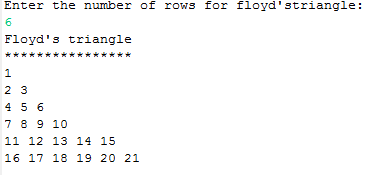 Enter the number of rows for floyd'striangle:
6
Floyd's triangle
****************
1
2 3
4 5 6
7 8 9 10
11 12 13 14 15
16 17 18 19 20 21